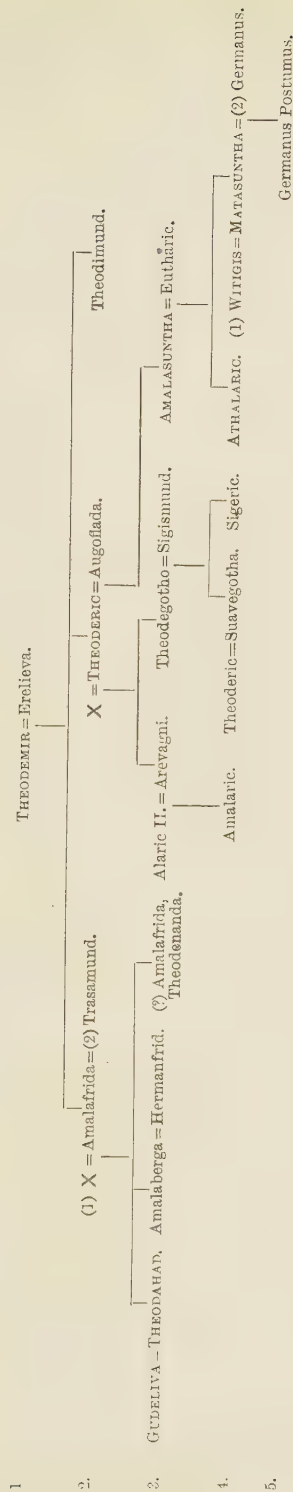 1 THEODEMIR=Erelieva.
2. (1) X=Amalafrida=(2) Trasamund. X=THEODERIC=Augoflada. Theodimund.
3. GUDELIVA-THEODAHAD. Amalaberga=Hermanfrid. (?) Amalafrida, Alaric II.=Arevagni. Theodegotho=Sigismund. AMALASUNTHA=Eutharic.
Theodenanda.
4. Amalaric. Theoderic=Suavegotha. Sigeric. ATHALARIC. (1) WITIGIS=MATASUNTHA=(2) Germanus.
5. Germanus Postumus.